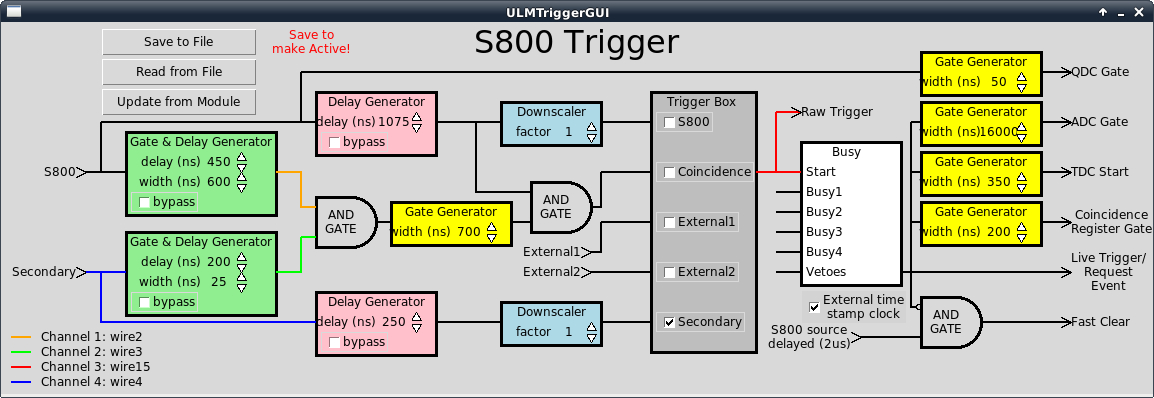 ULMTriggerGUI
Save to File
Read from File
Update from Module
Save to
make Active!
S800 Trigger
S800
Secondary
Gate & Delay Generator
delay (ns) 450
width (ns) 600
bypass
Gate & Delay Generator
delay (ns) 200
width (ns) 25
bypass
Delay Generator
delay (ns) 1075
bypass
AND
GATE
Gate Generator
width (ns) 700
Delay Generator
delay (ns) 250
bypass
Downscaler
factor 1
AND
GATE
External1
External2
Downscaler
factor 1
Trigger Box
S800
Coincidence
External1
External2
Secondary
Raw Trigger
Busy
Start
Busy1
Busy2
Busy3
Busy4
Vetoes
External time
stamp clock
S800 source
delayed (2us)
Gate Generator
width (ns) 50
Gate Generator
width (ns) 16000
Gate Generator
width (ns) 350
Gate Generator
width (ns) 200
AND
GATE
QDC Gate
ADC Gate
TDC Start
Coincidence
Register Gate
Live Trigger/
Request
Event
Fast Clear
Channel 1: wire2
Channel 2: wire3
Channel 3: wire15
Channel 4: wire4